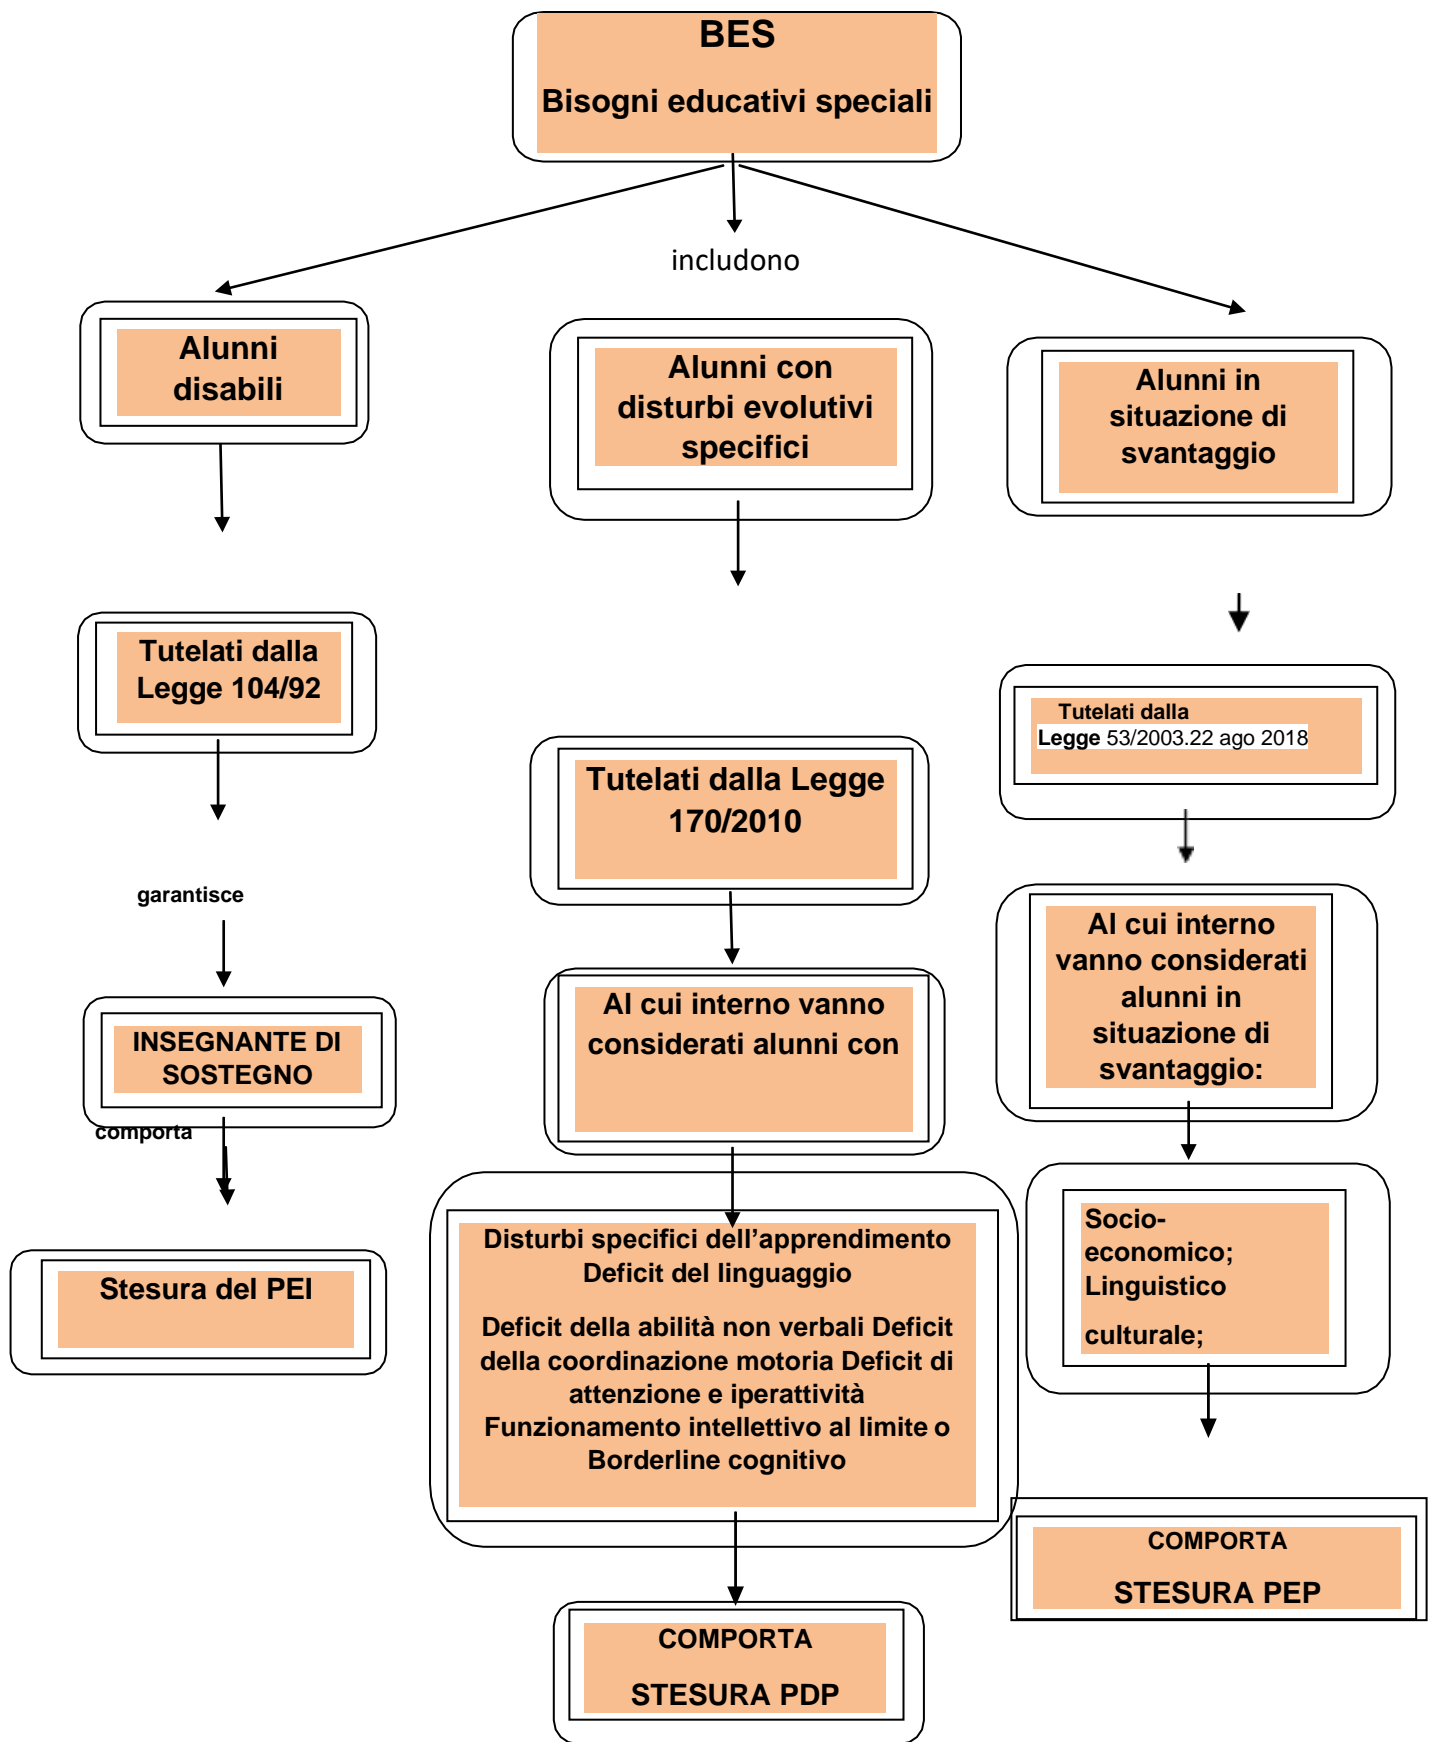 BES
Bisogni educativi speciali
includono
Alunni
disabili
Tutelati dalla
Legge 104/92
garantisce
INSEGNANTE DI
SOSTEGNO
comporta
Stesura del PEI
Alunni con
disturbi evolutivi
specifici
Tutelati dalla Legge
170/2010
Al cui interno vanno
considerati alunni con
Disturbi specifici dell’apprendimento
Deficit del linguaggio
Deficit della abilità non verbali Deficit
della coordinazione motoria Deficit di
attenzione e iperattività
Funzionamento intellettivo al limite o
Borderline cognitivo
COMPORTA
STESURA PDP
Alunni in
situazione di
svantaggio
Tutelati dalla
Legge 53/2003.22 ago 2018
Al cui interno
vanno considerati
alunni in
situazione di
svantaggio:
Socio-
economico;
Linguistico
culturale;
COMPORTA
STESURA PEP